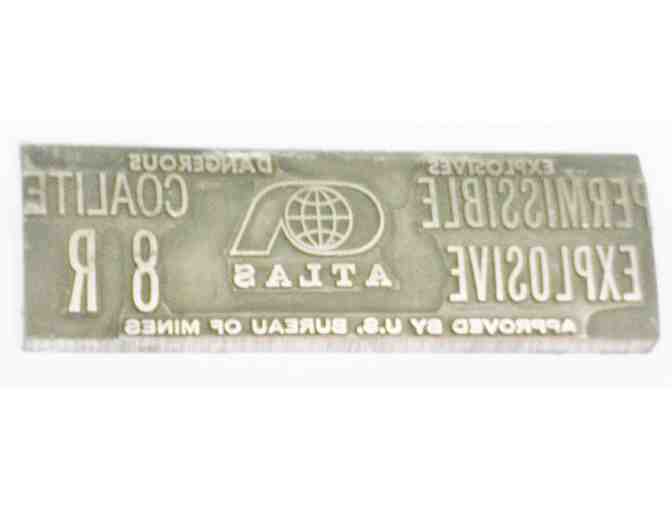 EXPLOSIVES DANGEROUS
PERMISSIBLE COALITE
EXPLOSIVE ATLAS 8 R
APPROVED BY U.S. BUREAU OF MINES